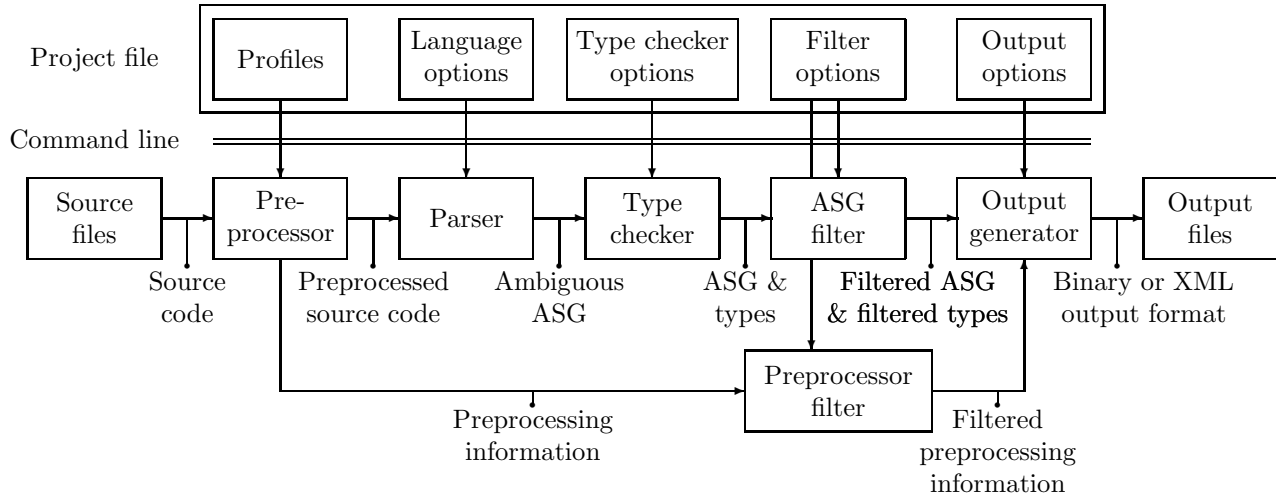 Project file
Profiles
Language
options
Type checker
options
Filter
options
Output
options
Command line
Source
files
Pre-
processor
Parser
Type
checker
ASG
filter
Output
generator
Output
files
Source
code
Preprocessed
source code
Ambiguous
ASG
ASG &
types
Filtered ASG
& filtered types
Binary or XML
output format
Preprocessor
filter
Preprocessing
information
Filtered
preprocessing
information